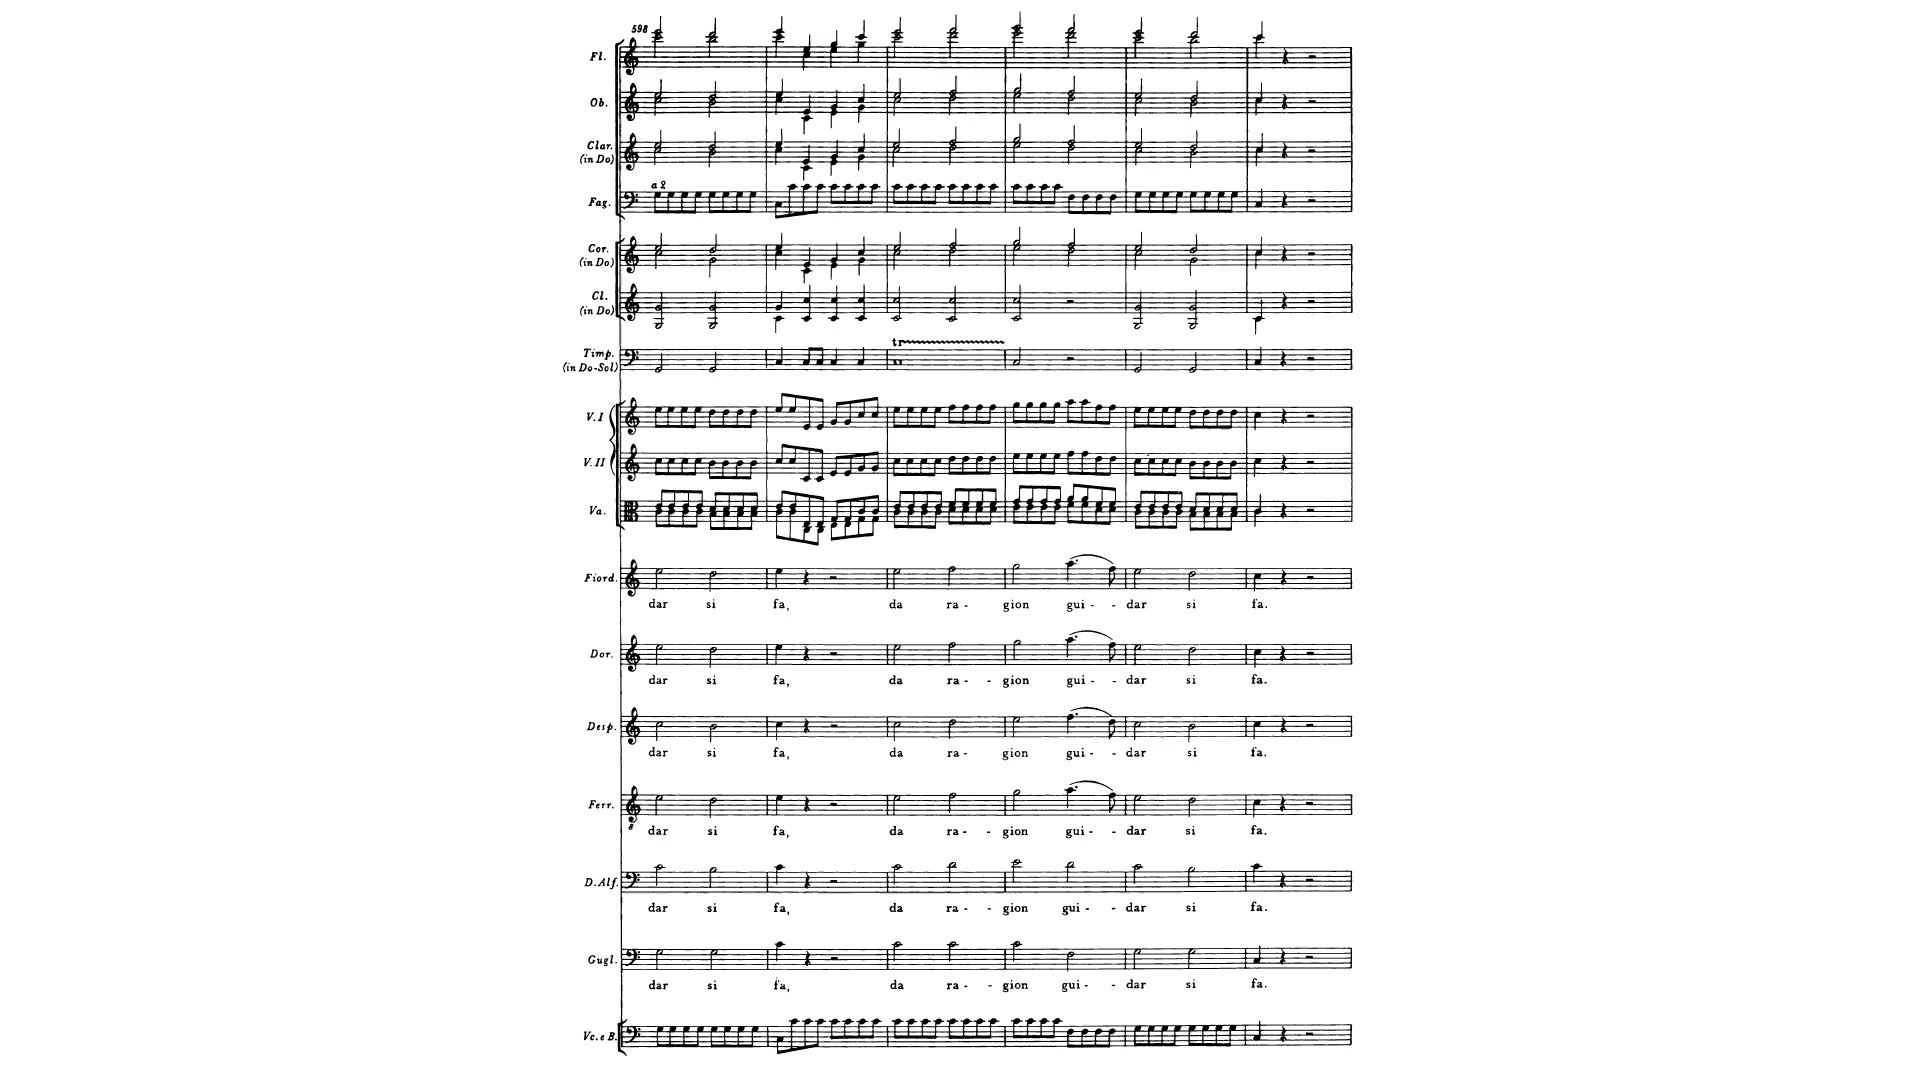 598
Fl.
Ob.
Clar.
(in Do)
a 2
Fag.
Cor.
(in Do)
Cl.
(in Do)
tr
Timp.
(in Do-Sol)
V. I
V. II
Va.
Fiord.
dar si fa, da ra - gion gui - - dar si fa.
Dor.
dar si fa, da ra - - gion gui - - dar si fa.
Desp.
dar si fa, da ra - gion gui - - dar si fa.
Ferr.
8
dar si fa, da ra - - gion gui - - dar si fa.
D. Alf.
dar si fa, da ra - - gion gui - - dar si fa.
Gugl.
dar si fa, da ra - - gion gui - - dar si fa.
Vc. e B.